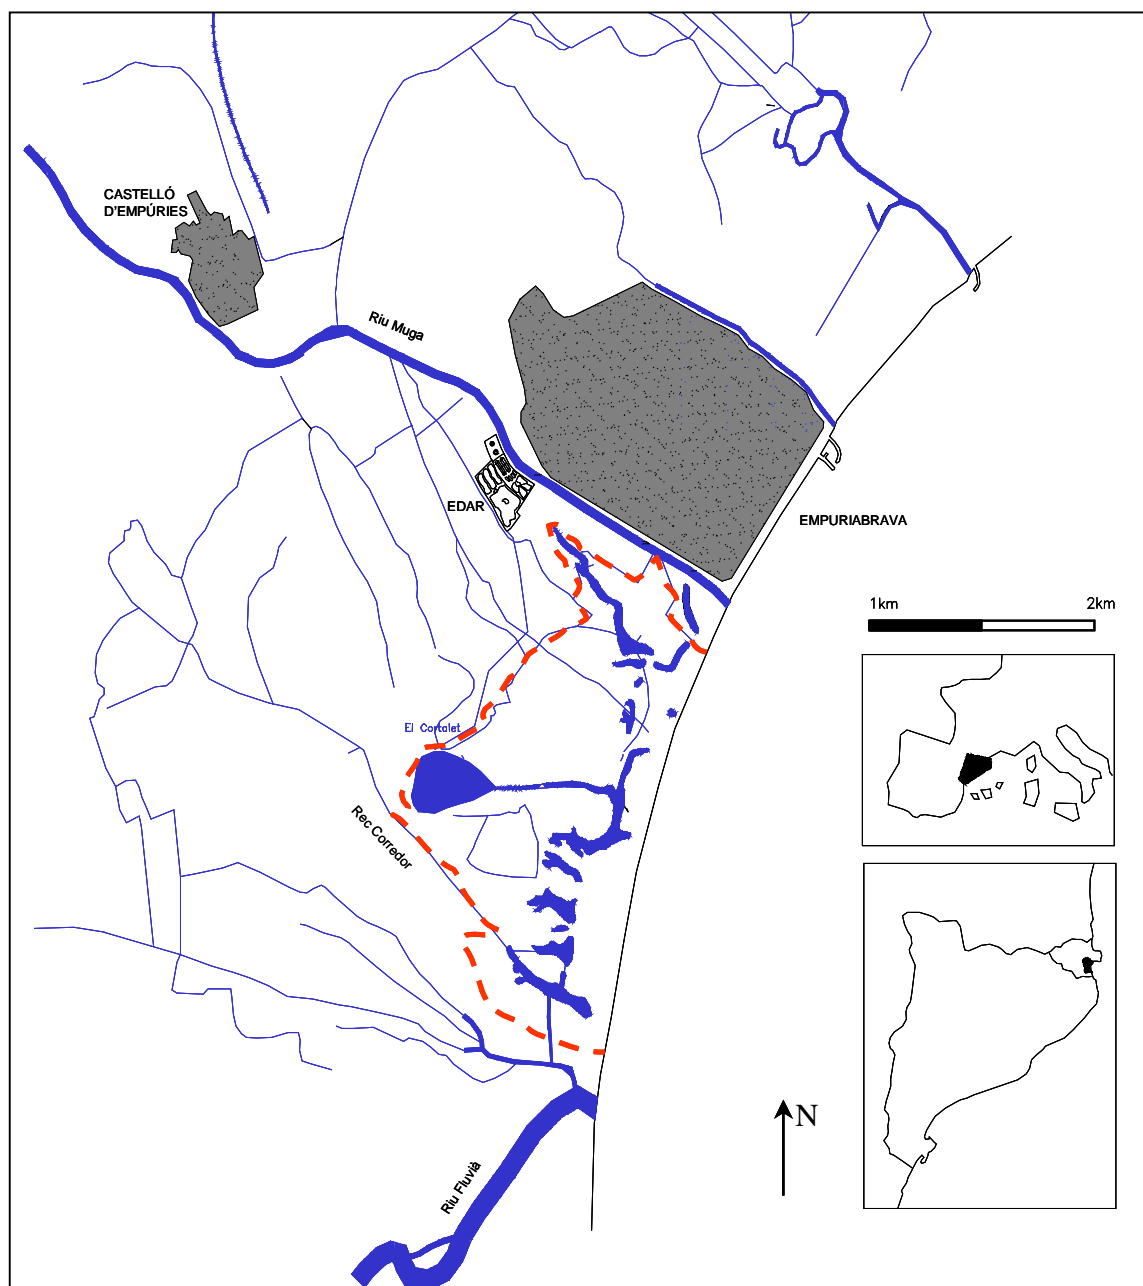 CASTELLÓ
D'EMPÚRIES
Riu Muga
EDAR
EMPURIABRAVA
1km
2km
El Cortalet
Rec Corredor
N
Riu Fluvià